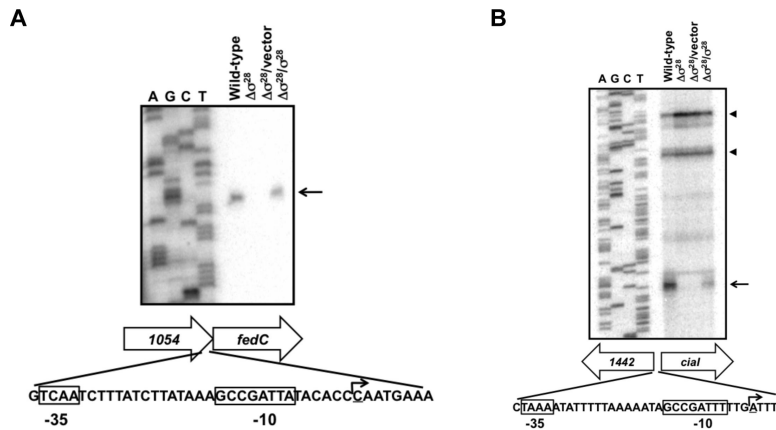 A
Wild-type
Δσ28
Δσ28/vector
Δσ28/σ28
A G C T
1054 fedC
GTCAATCTTTATCTTATAAAGCCGATTATACACCCAATGAAA
-35 -10
B
Wild-type
Δσ28
Δσ28/vector
Δσ28/σ28
A G C T
1442 ciaI
CTAAAATATTTTTAAAAATAGCCGATTTTTGATTT
-35 -10